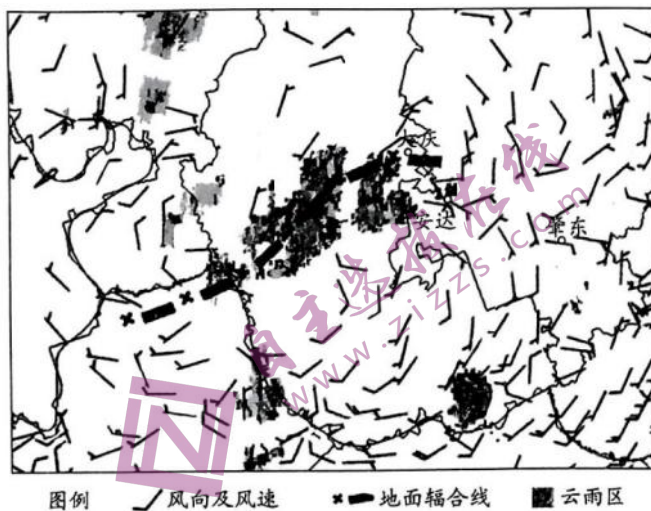 大庆
安达
肇东
自主选拔在线
www.zizzs.com
图例 风向及风速 地面辐合线 云雨区